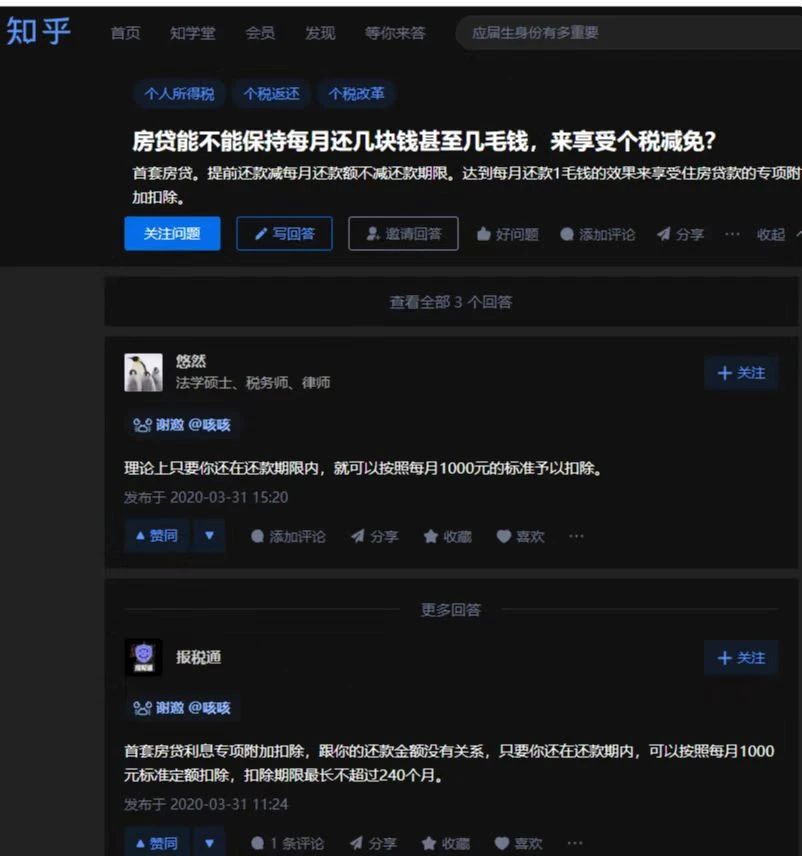 知乎 首页 知学堂 会员 发现 等你来答 应届生身份有多重要
个人所得税 个税返还 个税改革
房贷能不能保持每月还几块钱甚至几毛钱，来享受个税减免？
首套房贷。提前还款减每月还款额不减还款期限。达到每月还款1毛钱的效果来享受住房贷款的专项附
加扣除。
关注问题 写回答 邀请回答 好问题 添加评论 分享 ··· 收起
查看全部 3 个回答
悠然
法学硕士、税务师、律师
+ 关注
谢邀 @咳咳
理论上只要你还在还款期限内，就可以按照每月1000元的标准予以扣除。
发布于 2020-03-31 15:20
赞同 添加评论 分享 收藏 喜欢 ···
更多回答
报税通
+ 关注
谢邀 @咳咳
首套房贷利息专项附加扣除，跟你的还款金额没有关系，只要你还在还款期内，可以按照每月1000
元标准定额扣除，扣除期限最长不超过240个月。
发布于 2020-03-31 11:24
赞同 1 条评论 分享 收藏 喜欢 ···